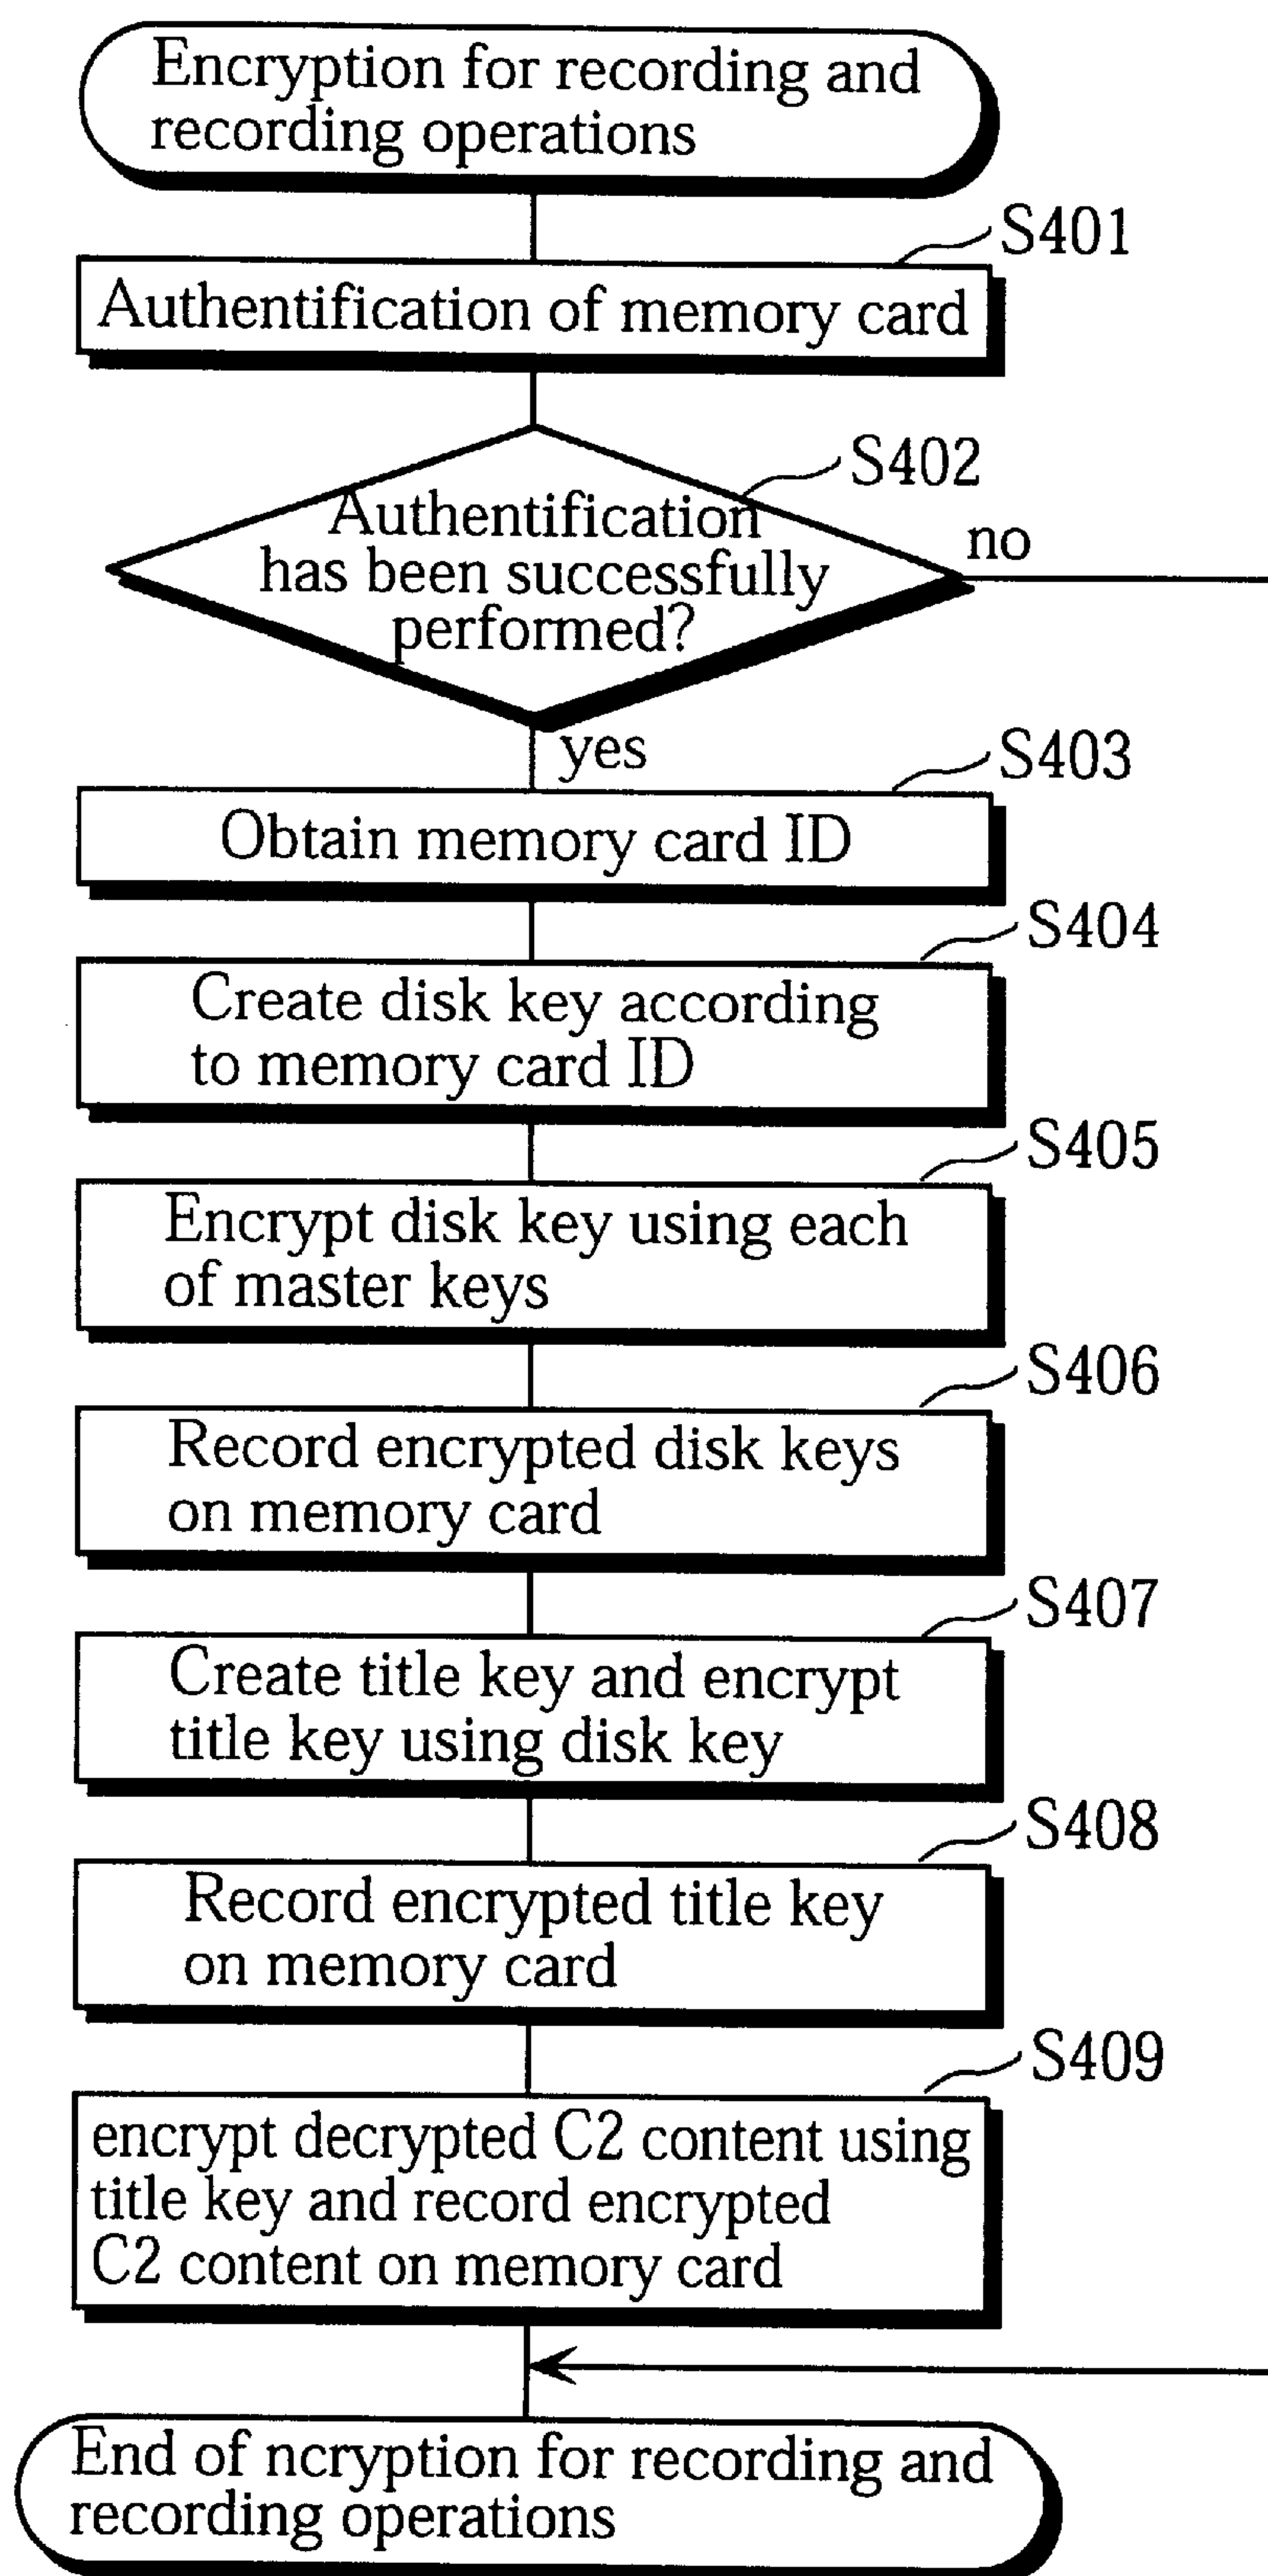 Encryption for recording and
recording operations
S401
Authentification of memory card
S402
Authentification
has been successfully
performed?
no
yes
S403
Obtain memory card ID
S404
Create disk key according
to memory card ID
S405
Encrypt disk key using each
of master keys
S406
Record encrypted disk keys
on memory card
S407
Create title key and encrypt
title key using disk key
S408
Record encrypted title key
on memory card
S409
encrypt decrypted C2 content using
title key and record encrypted
C2 content on memory card
End of ncryption for recording and
recording operations